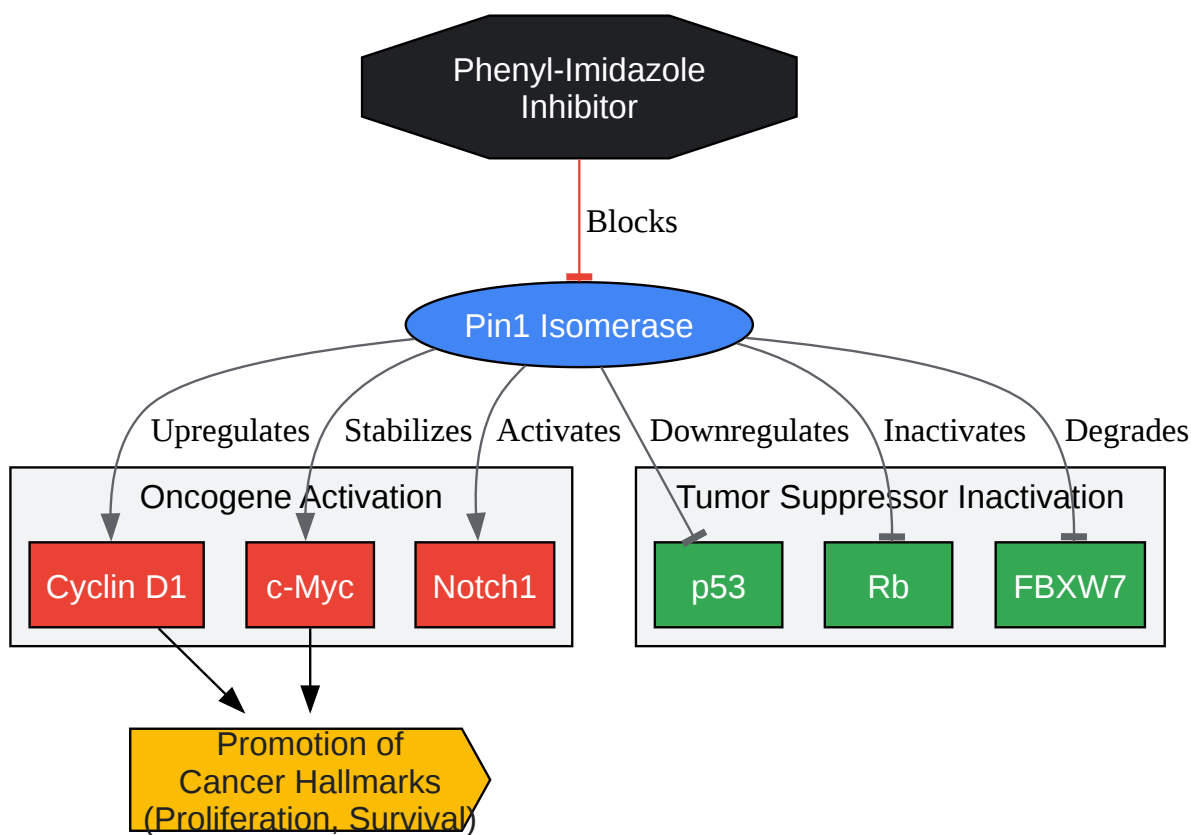 Phenyl-Imidazole
Inhibitor
Blocks
Pin1 Isomerase
Upregulates
Stabilizes
Activates
Downregulates
Inactivates
Degrades
Oncogene Activation
Tumor Suppressor Inactivation
Cyclin D1
c-Myc
Notch1
p53
Rb
FBXW7
Promotion of
Cancer Hallmarks
(Proliferation, Survival)